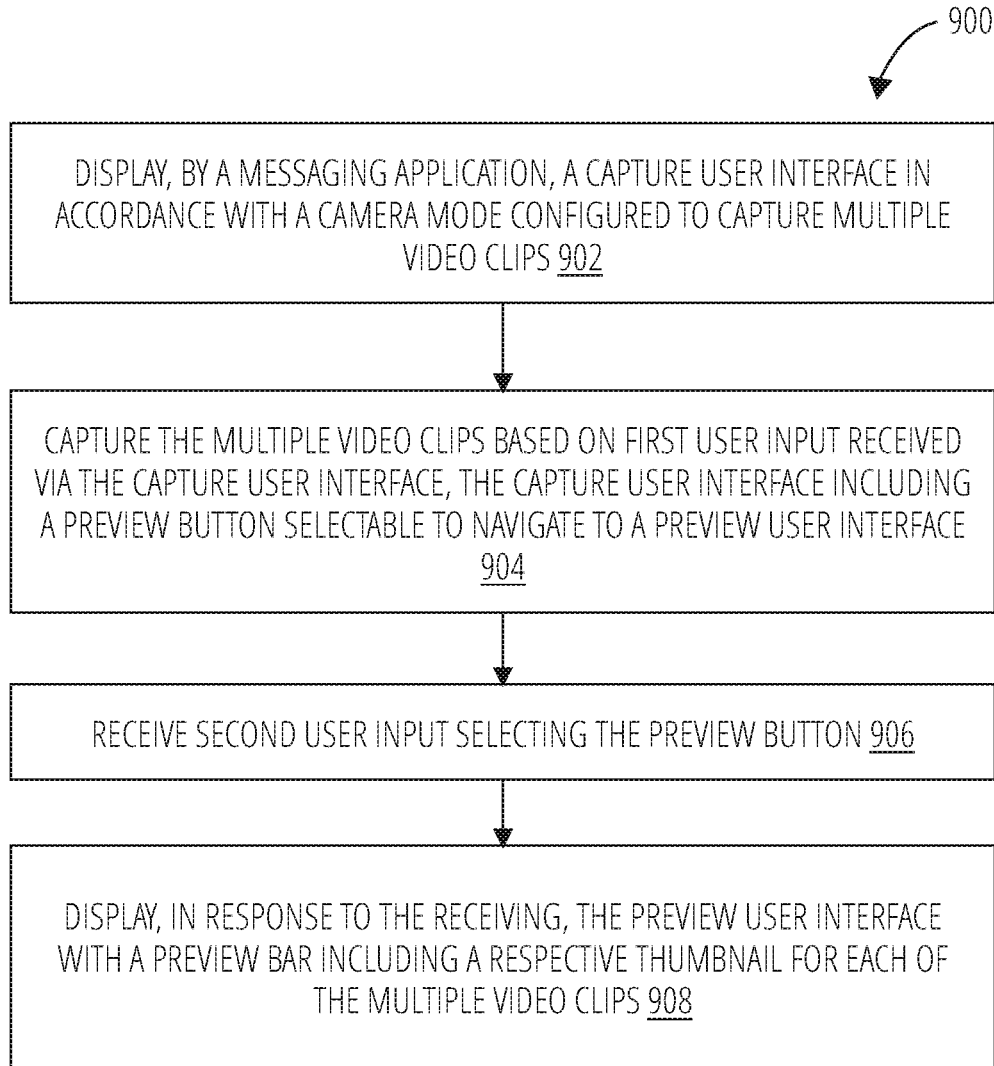 900
DISPLAY, BY A MESSAGING APPLICATION, A CAPTURE USER INTERFACE IN
ACCORDANCE WITH A CAMERA MODE CONFIGURED TO CAPTURE MULTIPLE
VIDEO CLIPS 902
CAPTURE THE MULTIPLE VIDEO CLIPS BASED ON FIRST USER INPUT RECEIVED
VIA THE CAPTURE USER INTERFACE, THE CAPTURE USER INTERFACE INCLUDING
A PREVIEW BUTTON SELECTABLE TO NAVIGATE TO A PREVIEW USER INTERFACE
904
RECEIVE SECOND USER INPUT SELECTING THE PREVIEW BUTTON 906
DISPLAY, IN RESPONSE TO THE RECEIVING, THE PREVIEW USER INTERFACE
WITH A PREVIEW BAR INCLUDING A RESPECTIVE THUMBNAIL FOR EACH OF
THE MULTIPLE VIDEO CLIPS 908